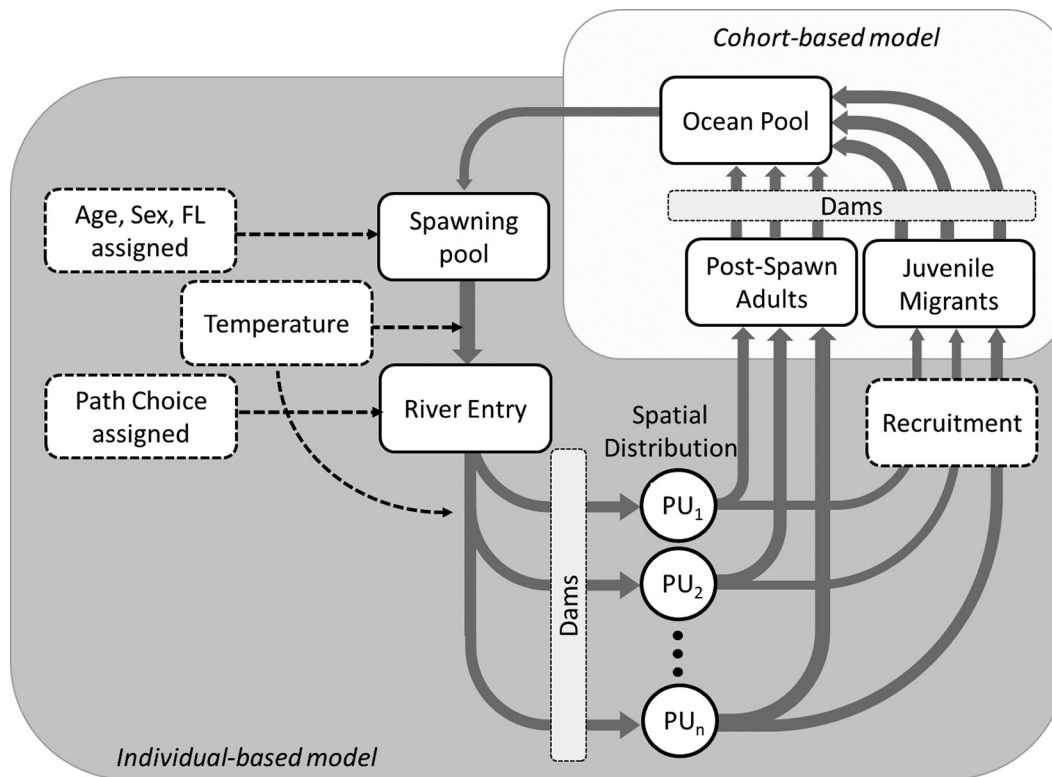 Cohort-based model
Ocean Pool
Dams
Age, Sex, FL
assigned
Spawning
pool
Post-Spawn
Adults
Juvenile
Migrants
Temperature
Path Choice
assigned
River Entry
Spatial
Distribution
Recruitment
PU₁
PU₂
Dams
PUₙ
Individual-based model